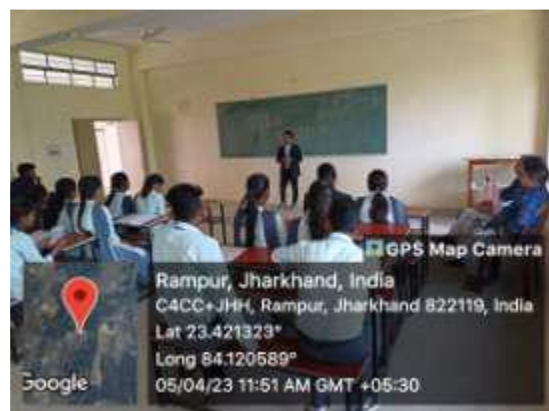 GPS Map Camera
Rampur, Jharkhand, India
C4CC+JHH, Rampur, Jharkhand 822119, India
Lat 23.421323°
Long 84.120589°
05/04/23 11:51 AM GMT +05:30
Google